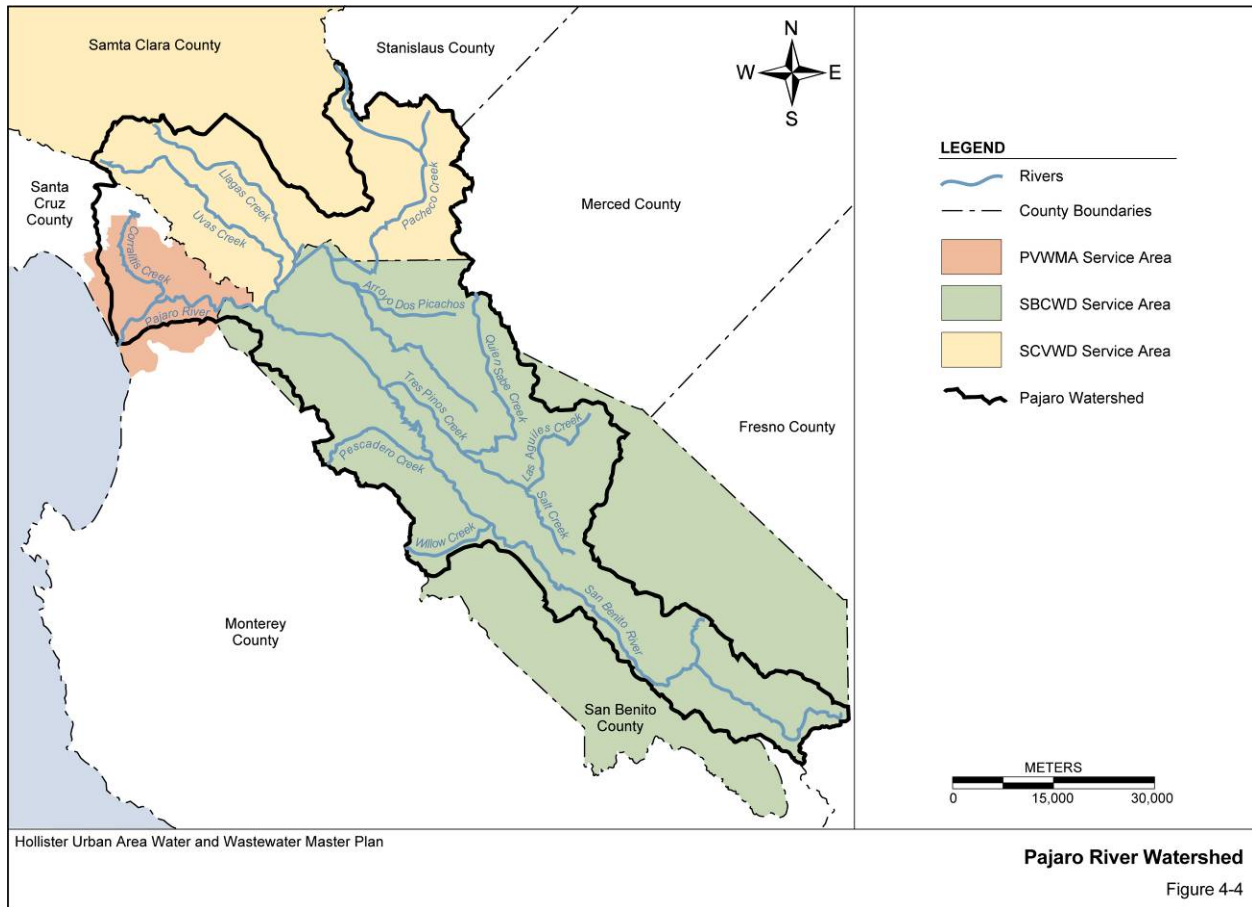 Samta Clara County
Stanislaus County
N
W E
S
Santa
Cruz
County
Merced County
Fresno County
Monterey
County
San Benito
County
Llagas Creek
Uvas Creek
Pacheco Creek
Corralitis Creek
Pajaro River
Arroyo Dos Picachos
Quien Sabe Creek
Tres Pinos Creek
Las Aguiles Creek
Pescadero Creek
Salt Creek
Willow Creek
San Benito River
LEGEND
Rivers
County Boundaries
PVWMA Service Area
SBCWD Service Area
SCVWD Service Area
Pajaro Watershed
METERS
0 15,000 30,000
Hollister Urban Area Water and Wastewater Master Plan
Pajaro River Watershed
Figure 4-4